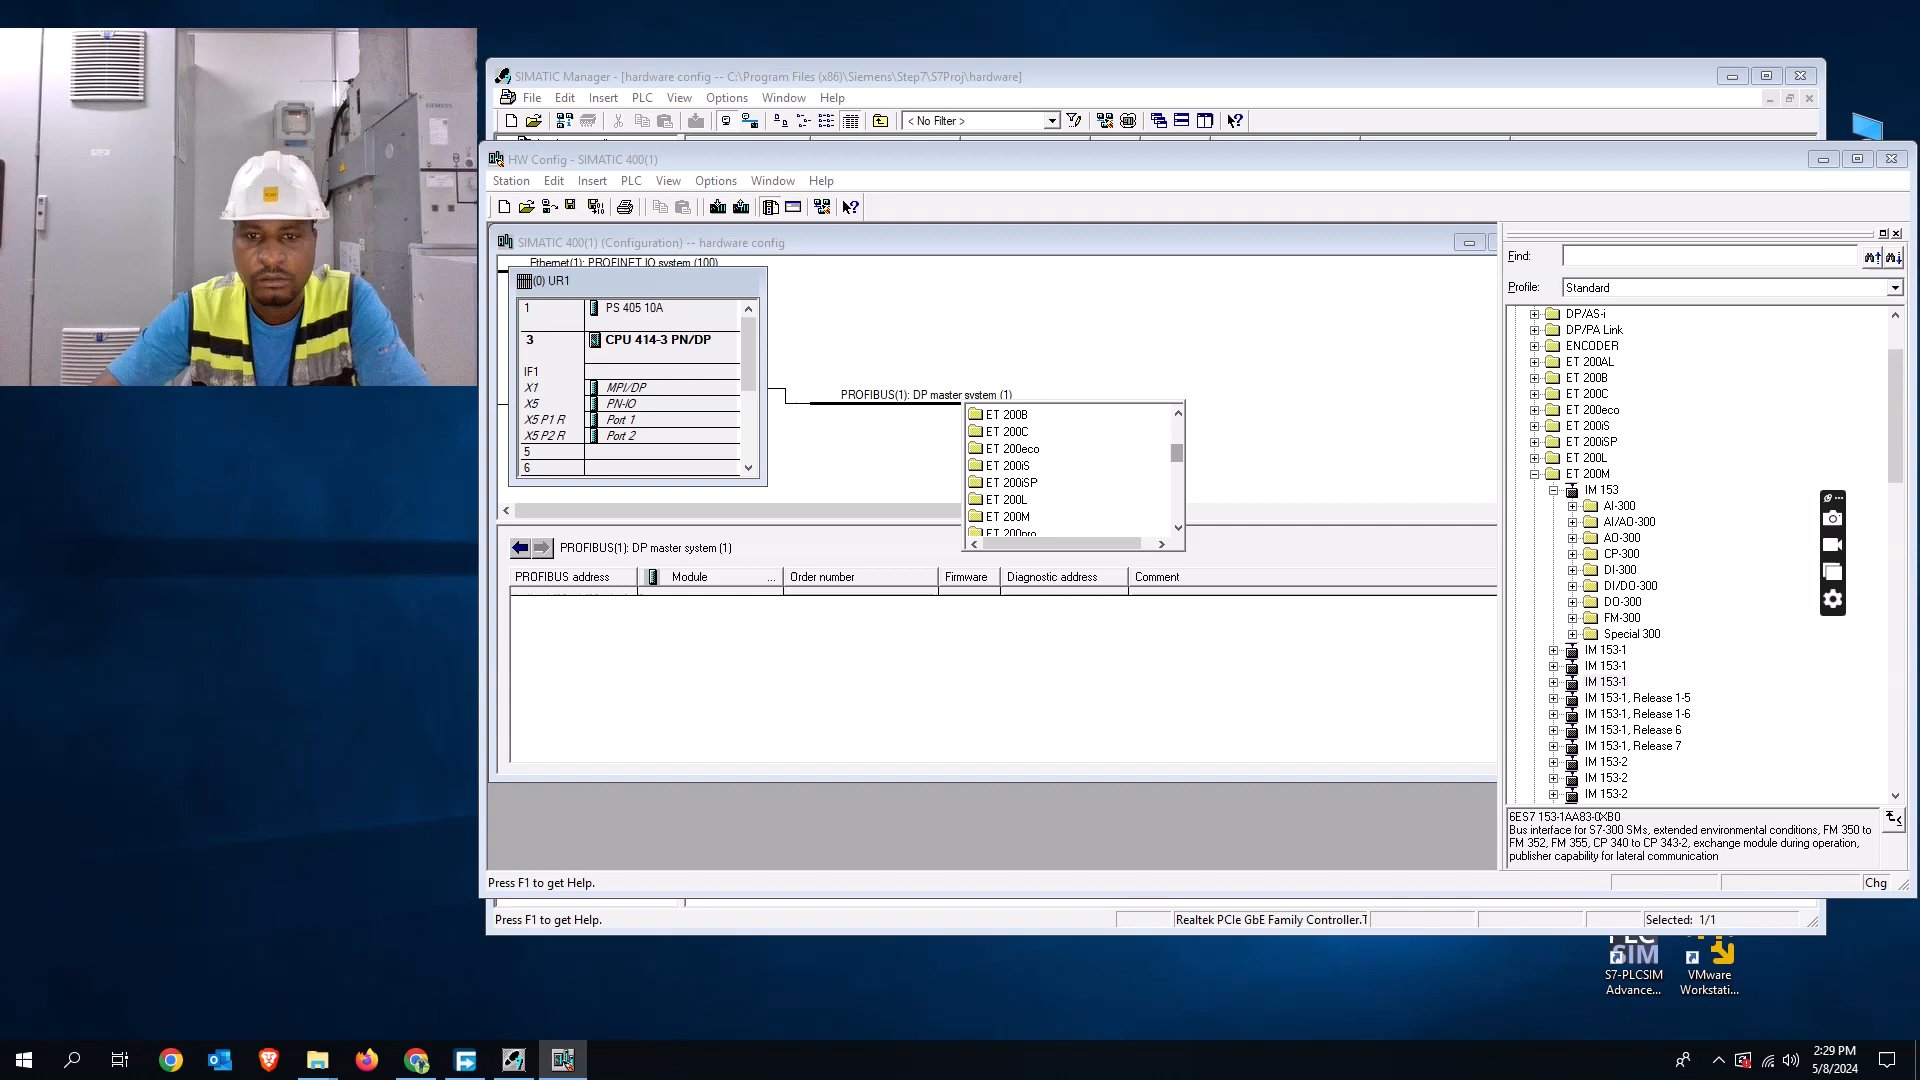 SIMATIC Manager - [hardware config -- C:\Program Files (x86)\Siemens\Step7\S7Proj\hardware]
File Edit Insert PLC View Options Window Help
< No Filter >
HW Config - SIMATIC 400(1)
Station Edit Insert PLC View Options Window Help
SIMATIC 400(1) (Configuration) -- hardware config
Ethernet(1): PROFINET IO system (100)
(0) UR1
1 PS 405 10A
3 CPU 414-3 PN/DP
IF1
X1 MPI/DP
X5 PN-IO
X5 P1 R Port 1
X5 P2 R Port 2
5
6
PROFIBUS(1): DP master system (1)
ET 200B
ET 200C
ET 200eco
ET 200iS
ET 200iSP
ET 200L
ET 200M
ET 200pro
PROFIBUS(1): DP master system (1)
PROFIBUS address Module ... Order number Firmware Diagnostic address Comment
Find:
Profile: Standard
DP/AS-i
DP/PA Link
ENCODER
ET 200AL
ET 200B
ET 200C
ET 200eco
ET 200iS
ET 200iSP
ET 200L
ET 200M
IM 153
AI-300
AI/AO-300
AO-300
CP-300
DI-300
DI/DO-300
DO-300
FM-300
Special 300
IM 153-1
IM 153-1
IM 153-1
IM 153-1, Release 1-5
IM 153-1, Release 1-6
IM 153-1, Release 6
IM 153-1, Release 7
IM 153-2
IM 153-2
IM 153-2
6ES7 153-1AA83-0XB0
Bus interface for S7-300 SMs, extended environmental conditions, FM 350 to
FM 352, FM 355, CP 340 to CP 343-2, exchange module during operation,
publisher capability for lateral communication
Press F1 to get Help.
Chg
Press F1 to get Help.
Realtek PCIe GbE Family Controller.T
Selected: 1/1
SIEMENS
PLC
SIM
S7-PLCSIM
Advance...
VMware
Workstati...
2:29 PM
5/8/2024